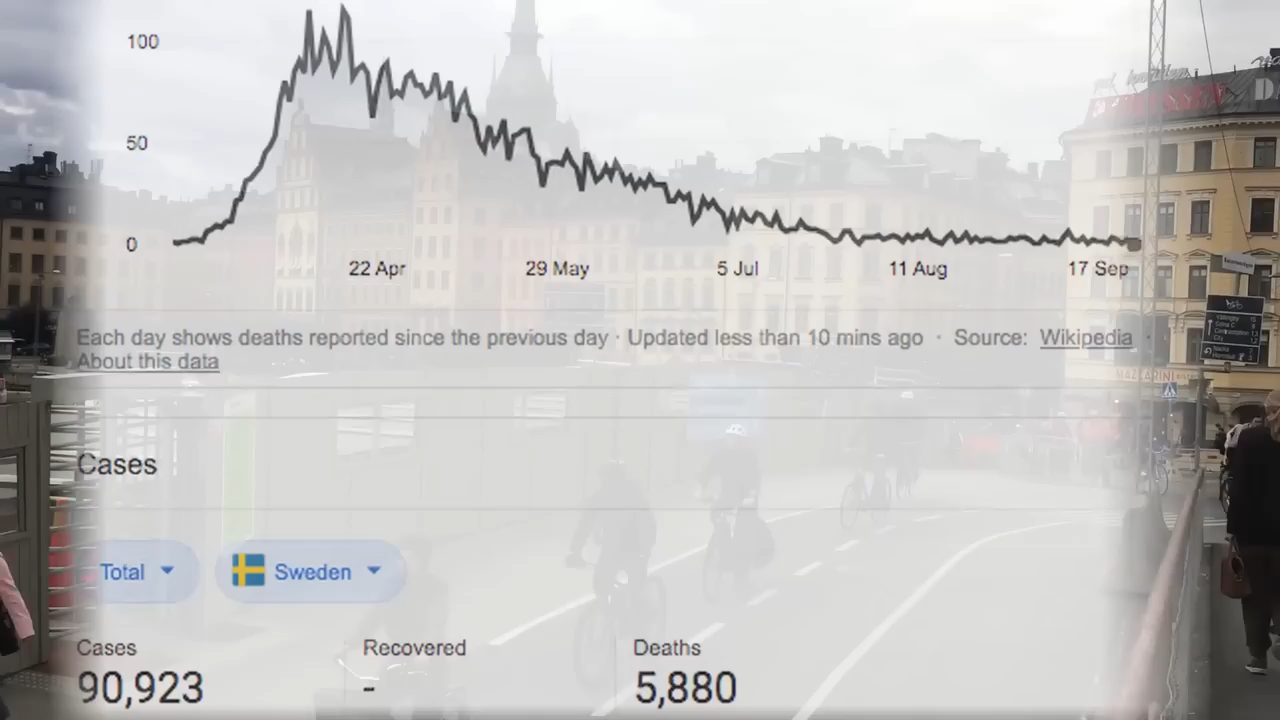 100
50
0
22 Apr 29 May 5 Jul 11 Aug 17 Sep
Each day shows deaths reported since the previous day · Updated less than 10 mins ago · Source: Wikipedia
About this data
Cases
Total Sweden
Cases Recovered Deaths
90,923 - 5,880